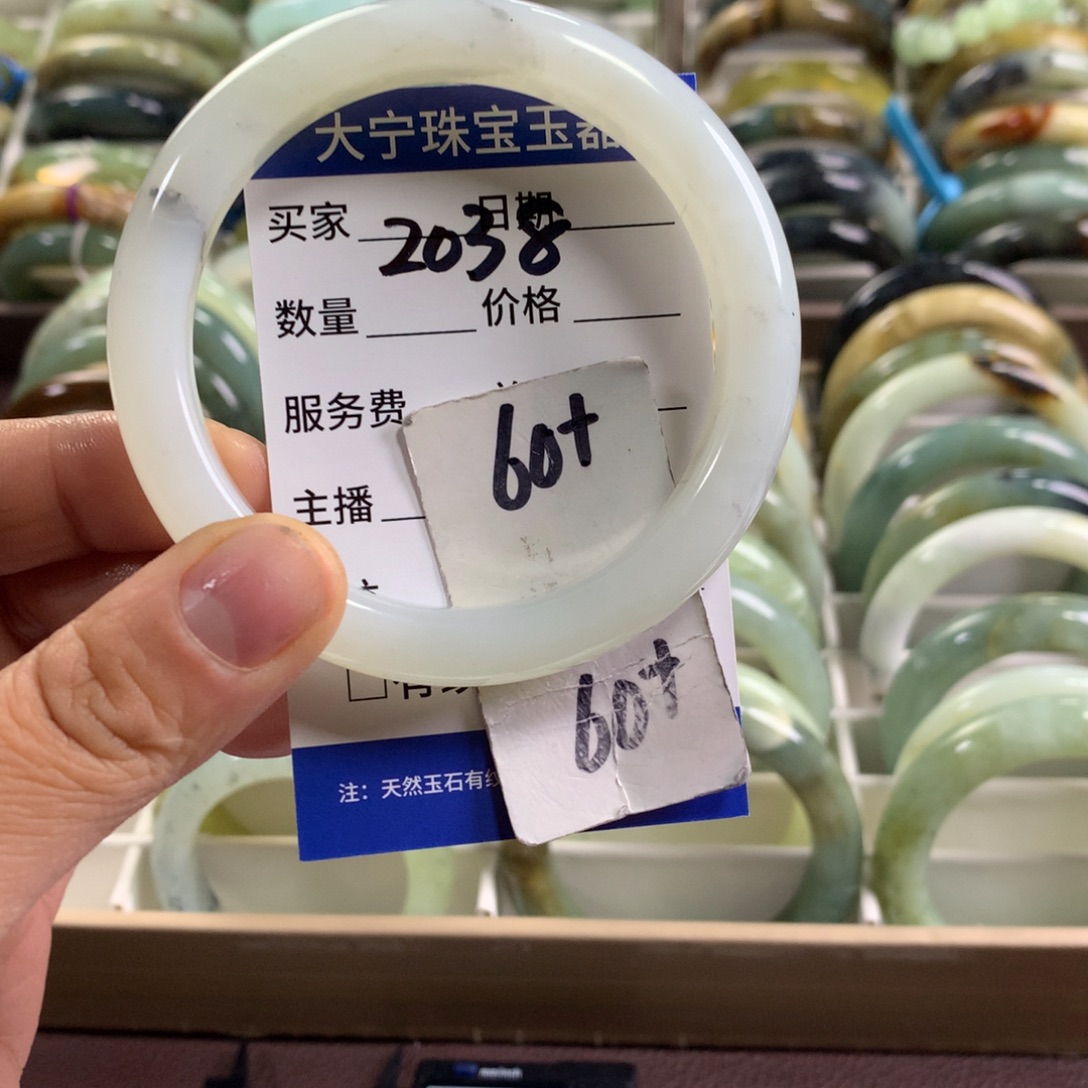 大宁珠宝玉器
买家 日期
2038
数量 价格
服务费
60+
主播
60+
注：天然玉石有纹